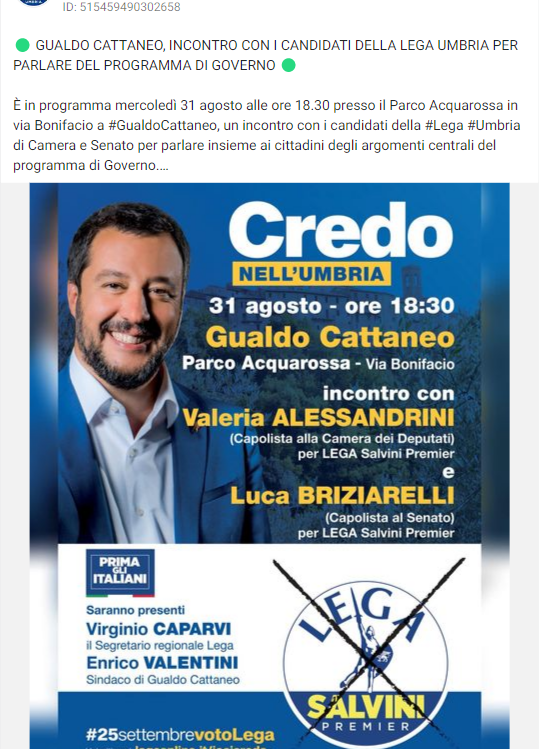 UMBRIA
ID: 515459490302658
GUALDO CATTANEO, INCONTRO CON I CANDIDATI DELLA LEGA UMBRIA PER
PARLARE DEL PROGRAMMA DI GOVERNO
È in programma mercoledì 31 agosto alle ore 18.30 presso il Parco Acquarossa in
via Bonifacio a #GualdoCattaneo, un incontro con i candidati della #Lega #Umbria
di Camera e Senato per parlare insieme ai cittadini degli argomenti centrali del
programma di Governo....
Credo
NELL'UMBRIA
31 agosto - ore 18:30
Gualdo Cattaneo
Parco Acquarossa - Via Bonifacio
incontro con
Valeria ALESSANDRINI
(Capolista alla Camera dei Deputati)
per LEGA Salvini Premier
e
Luca BRIZIARELLI
(Capolista al Senato)
per LEGA Salvini Premier
PRIMA
GLI
ITALIANI
Saranno presenti
Virginio CAPARVI
il Segretario regionale Lega
Enrico VALENTINI
Sindaco di Gualdo Cattaneo
#25settembrevotoLega
LEGA
SALVINI
PREMIER